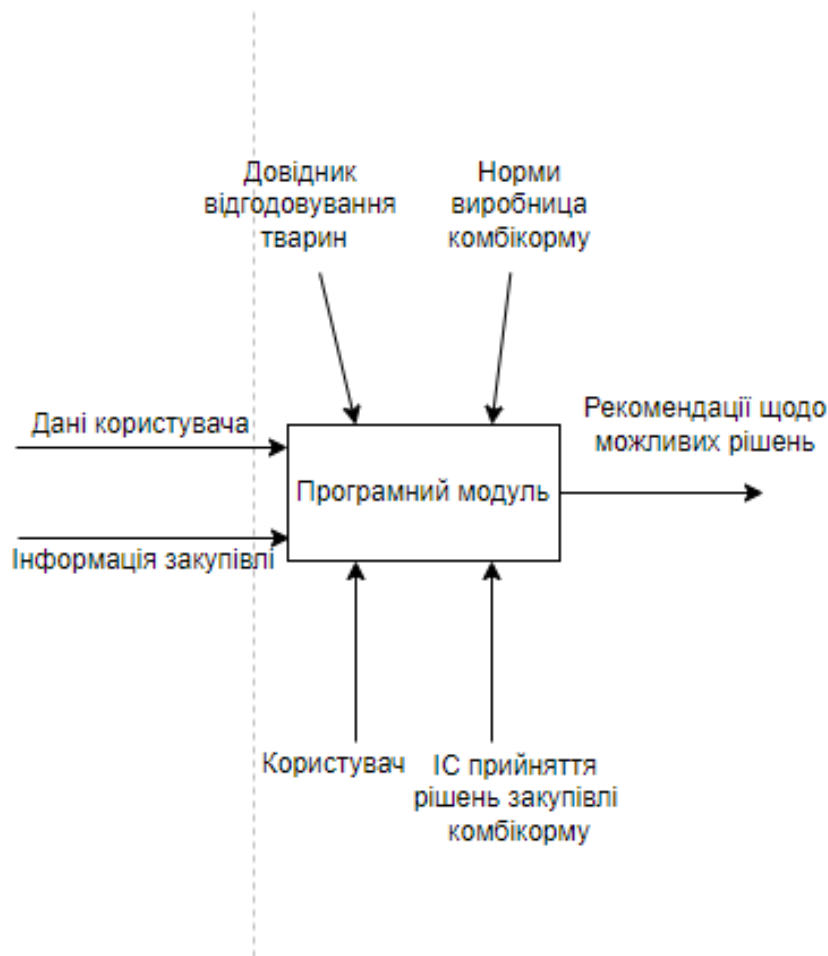 Довідник
відгодовування
тварин
Норми
виробница
комбікорму
Дані користувача
Рекомендації щодо
можливих рішень
Програмний модуль
Інформація закупівлі
Користувач
ІС прийняття
рішень закупівлі
комбікорму